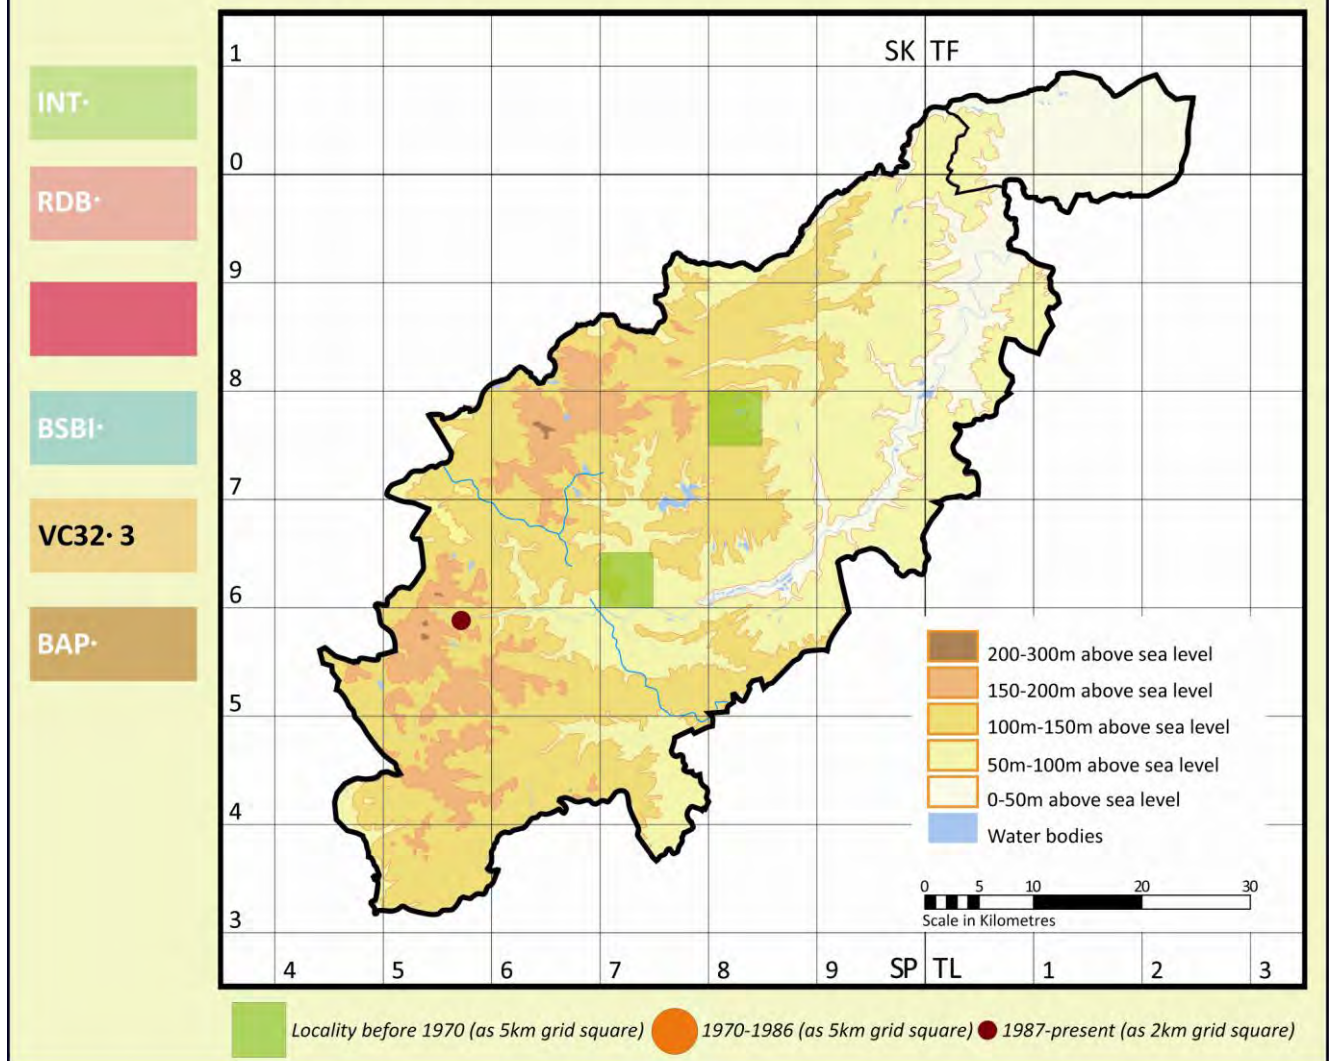 INT·
RDB·
BSBI·
VC32· 3
BAP·
SK TF
1
0
9
8
7
6
5
4
3
4 5 6 7 8 9 SP TL 1 2 3
200-300m above sea level
150-200m above sea level
100m-150m above sea level
50m-100m above sea level
0-50m above sea level
Water bodies
0 5 10 20 30
Scale in Kilometres
Locality before 1970 (as 5km grid square) 1970-1986 (as 5km grid square) 1987-present (as 2km grid square)